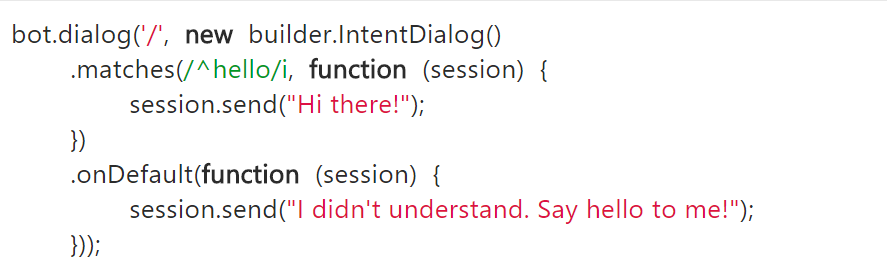 bot.dialog('/', new builder.IntentDialog()
.matches(/^hello/i, function (session) {
session.send("Hi there!");
})
.onDefault(function (session) {
session.send("I didn't understand. Say hello to me!");
}));